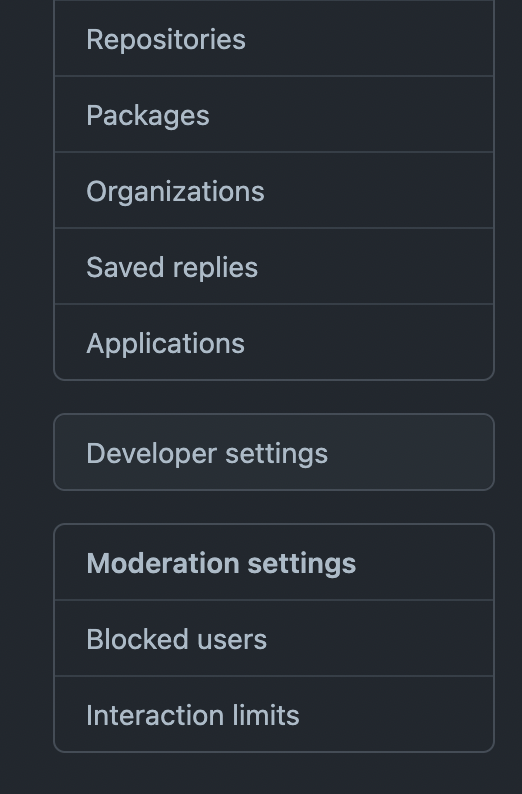 Repositories
Packages
Organizations
Saved replies
Applications
Developer settings
Moderation settings
Blocked users
Interaction limits